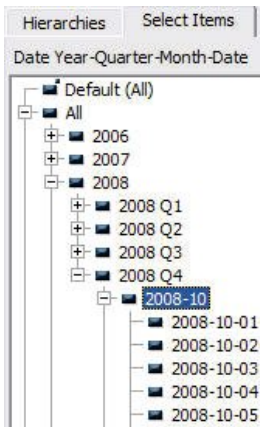 Hierarchies Select Items
Date Year-Quarter-Month-Date
Default (All)
All
2006
2007
2008
2008 Q1
2008 Q2
2008 Q3
2008 Q4
2008-10
2008-10-01
2008-10-02
2008-10-03
2008-10-04
2008-10-05